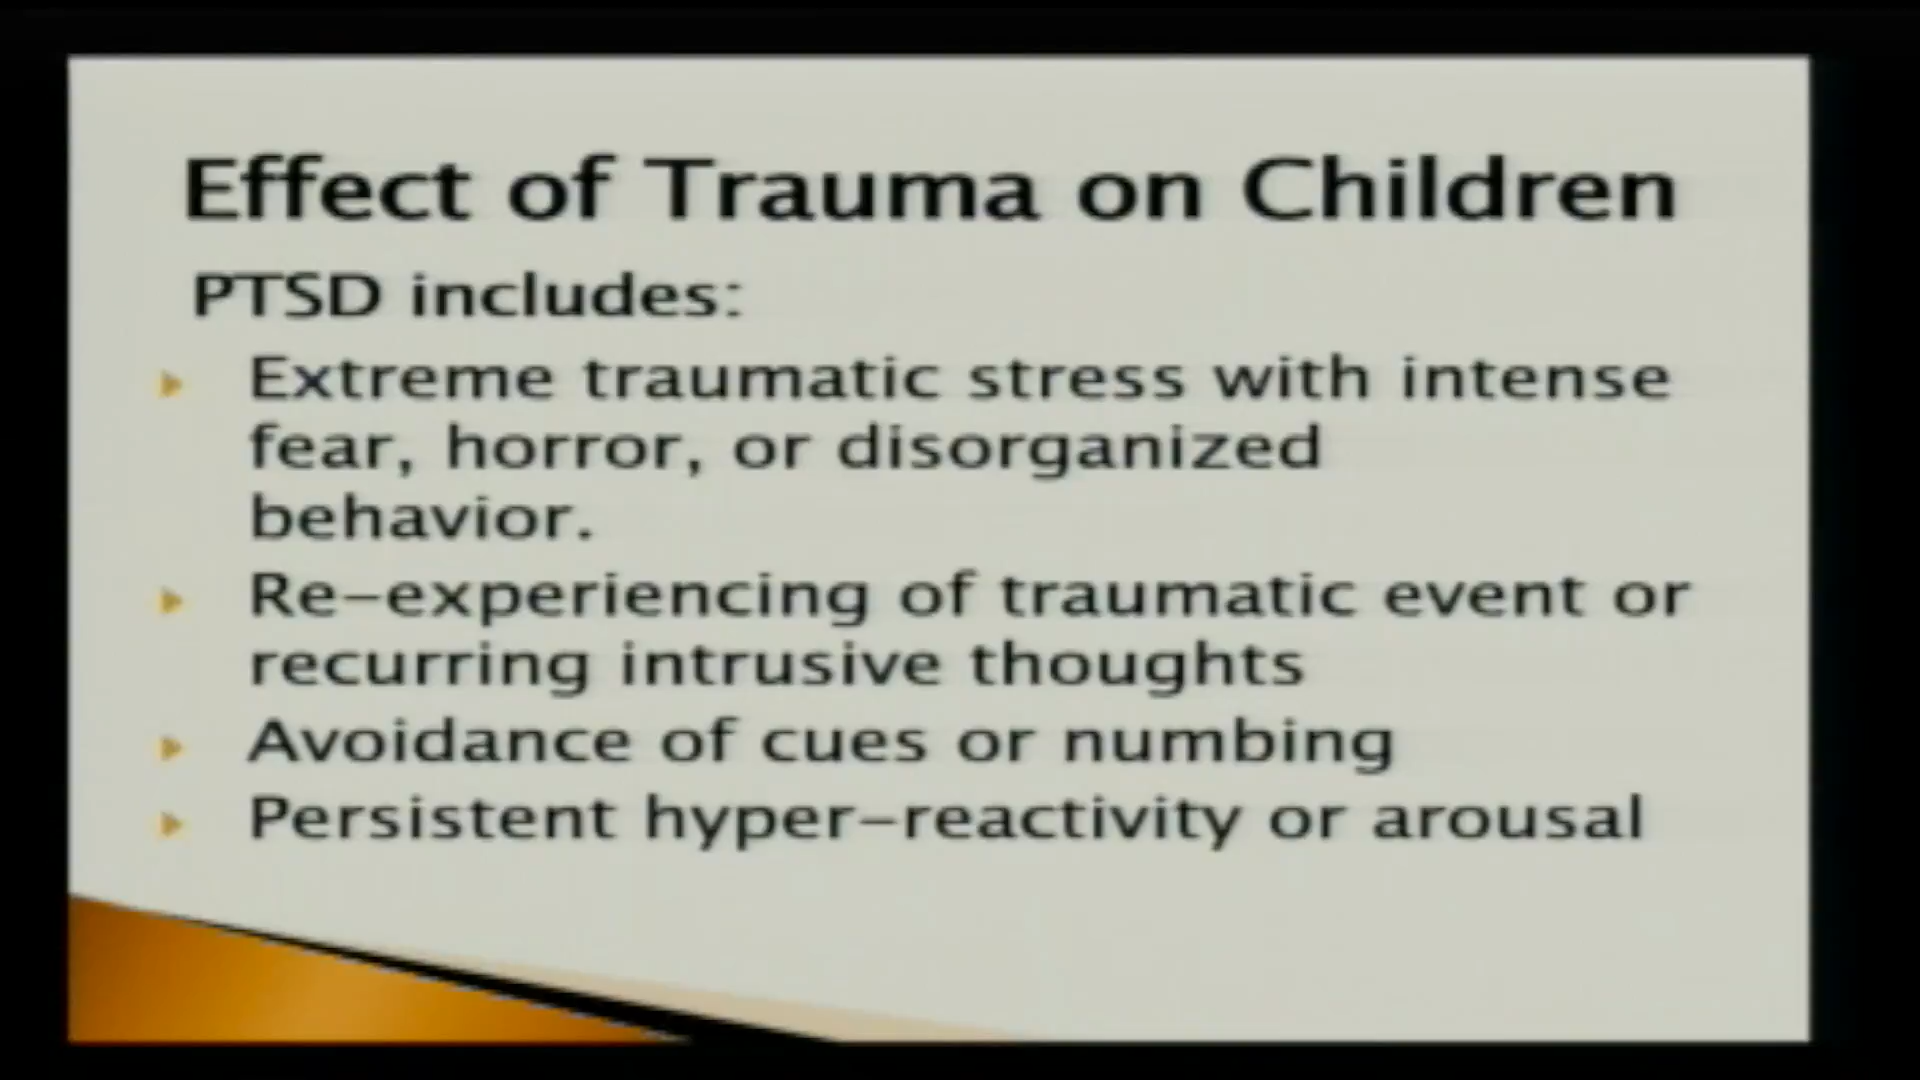 Effect of Trauma on Children
PTSD includes:
Extreme traumatic stress with intense
fear, horror, or disorganized
behavior.
Re-experiencing of traumatic event or
recurring intrusive thoughts
Avoidance of cues or numbing
Persistent hyper-reactivity or arousal